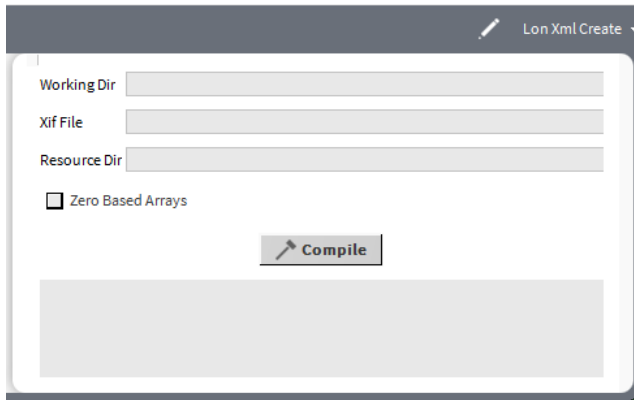 Lon Xml Create
Working Dir
Xif File
Resource Dir
Zero Based Arrays
Compile